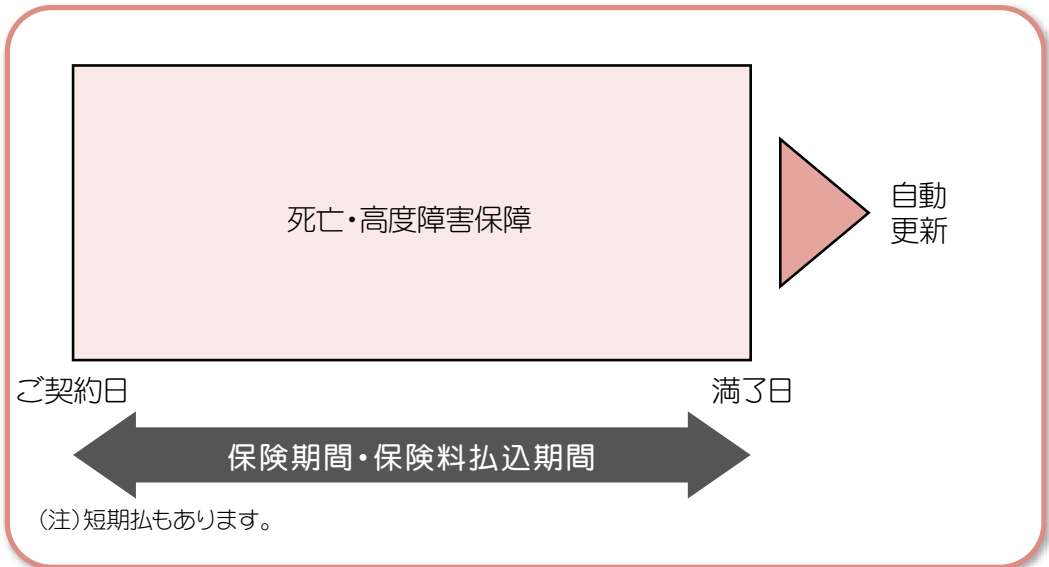 死亡・高度障害保障
自動
更新
ご契約日
満了日
保険期間・保険料払込期間
(注)短期払もあります。